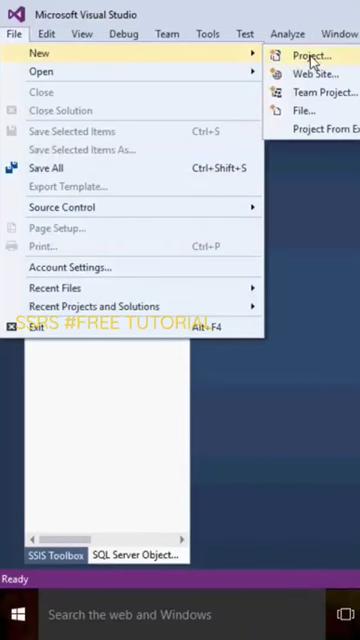 Microsoft Visual Studio
File Edit View Debug Team Tools Test Analyze Window
New
Project...
Open
Web Site...
Close
Team Project...
Close Solution
File...
Save Selected Items Ctrl+S
Project From Ex
Save Selected Items As...
Save All Ctrl+Shift+S
Export Template...
Source Control
Page Setup...
Print... Ctrl+P
Account Settings...
Recent Files
Recent Projects and Solutions
SSRS #FREE TUTORIAL
Exit Alt+F4
SSIS Toolbox SQL Server Object...
Ready
Search the web and Windows